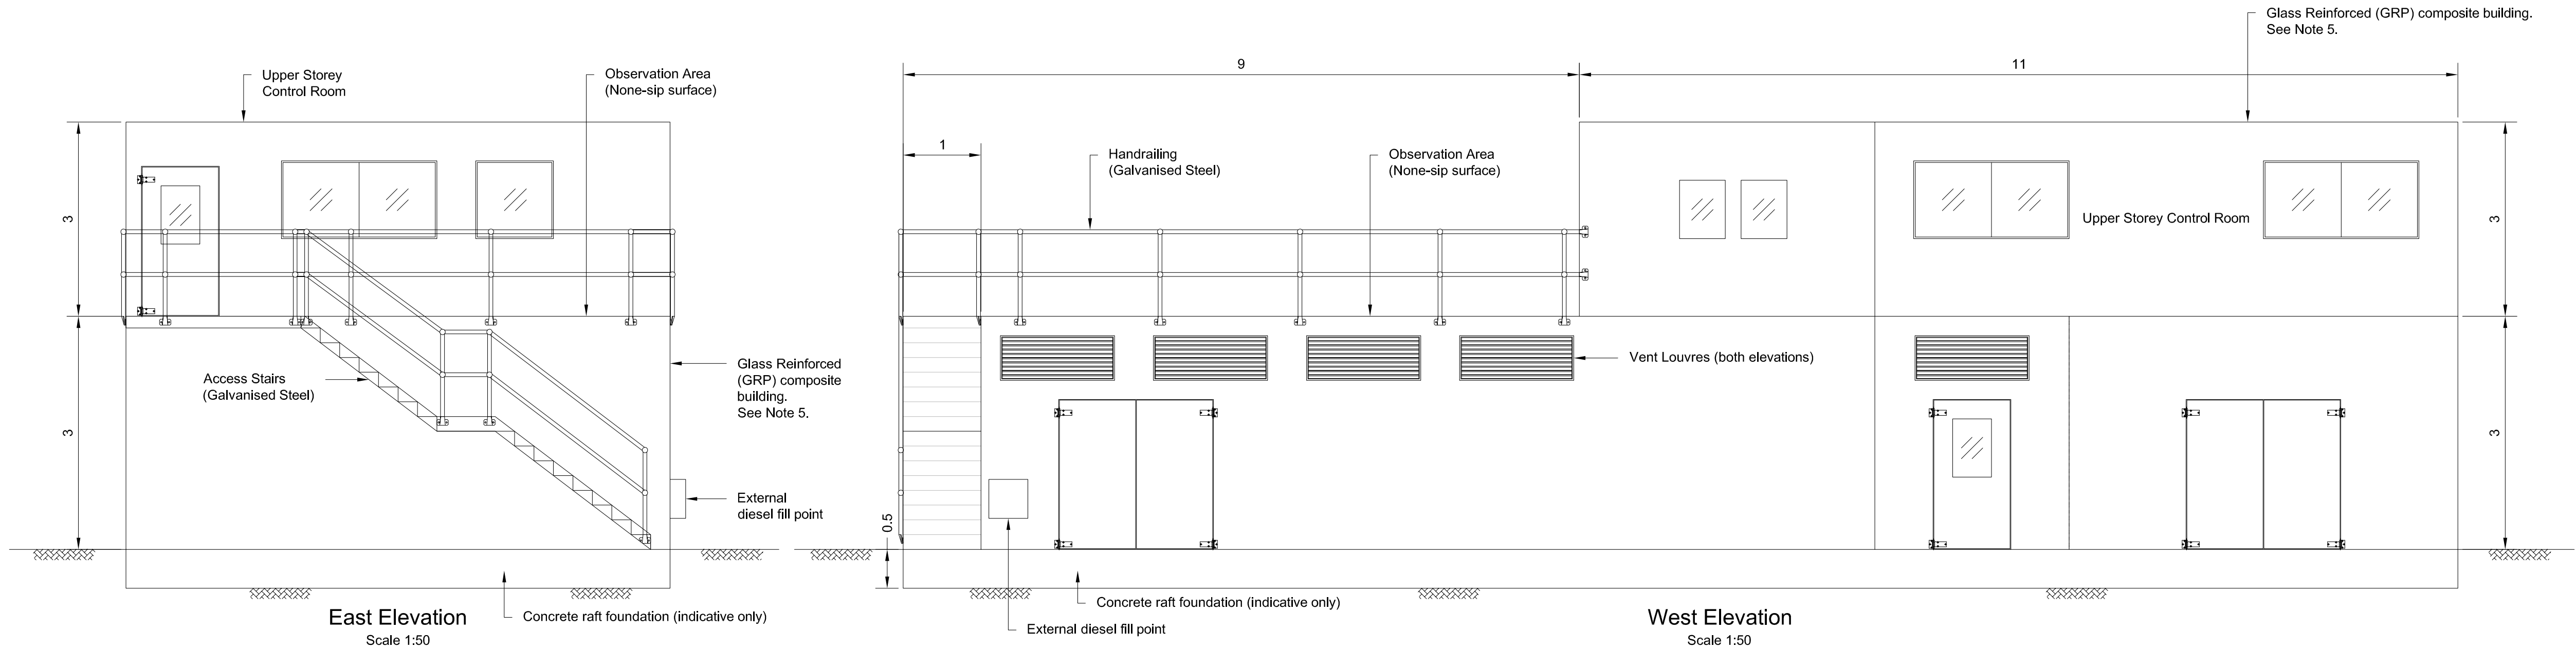 Glass Reinforced (GRP) composite building.
See Note 5.
9
11
Upper Storey
Control Room
Observation Area
(None-sip surface)
1
Handrailing
(Galvanised Steel)
Observation Area
(None-sip surface)
3
Upper Storey Control Room
3
Access Stairs
(Galvanised Steel)
Glass Reinforced
(GRP) composite
building.
See Note 5.
Vent Louvres (both elevations)
3
3
External
diesel fill point
0.5
Concrete raft foundation (indicative only)
External diesel fill point
East Elevation
Scale 1:50
Concrete raft foundation (indicative only)
West Elevation
Scale 1:50